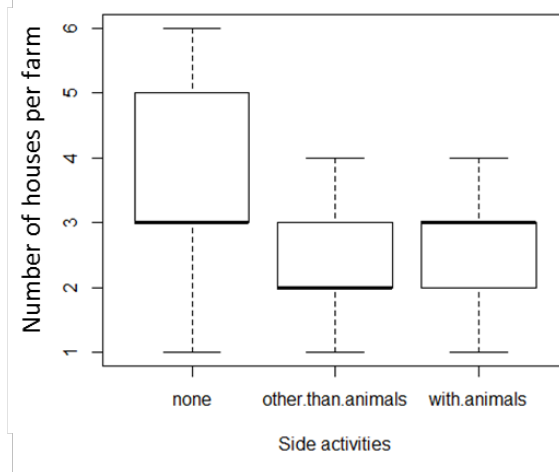 Number of houses per farm
6
5
4
3
2
1
none other.than.animals with.animals
Side activities